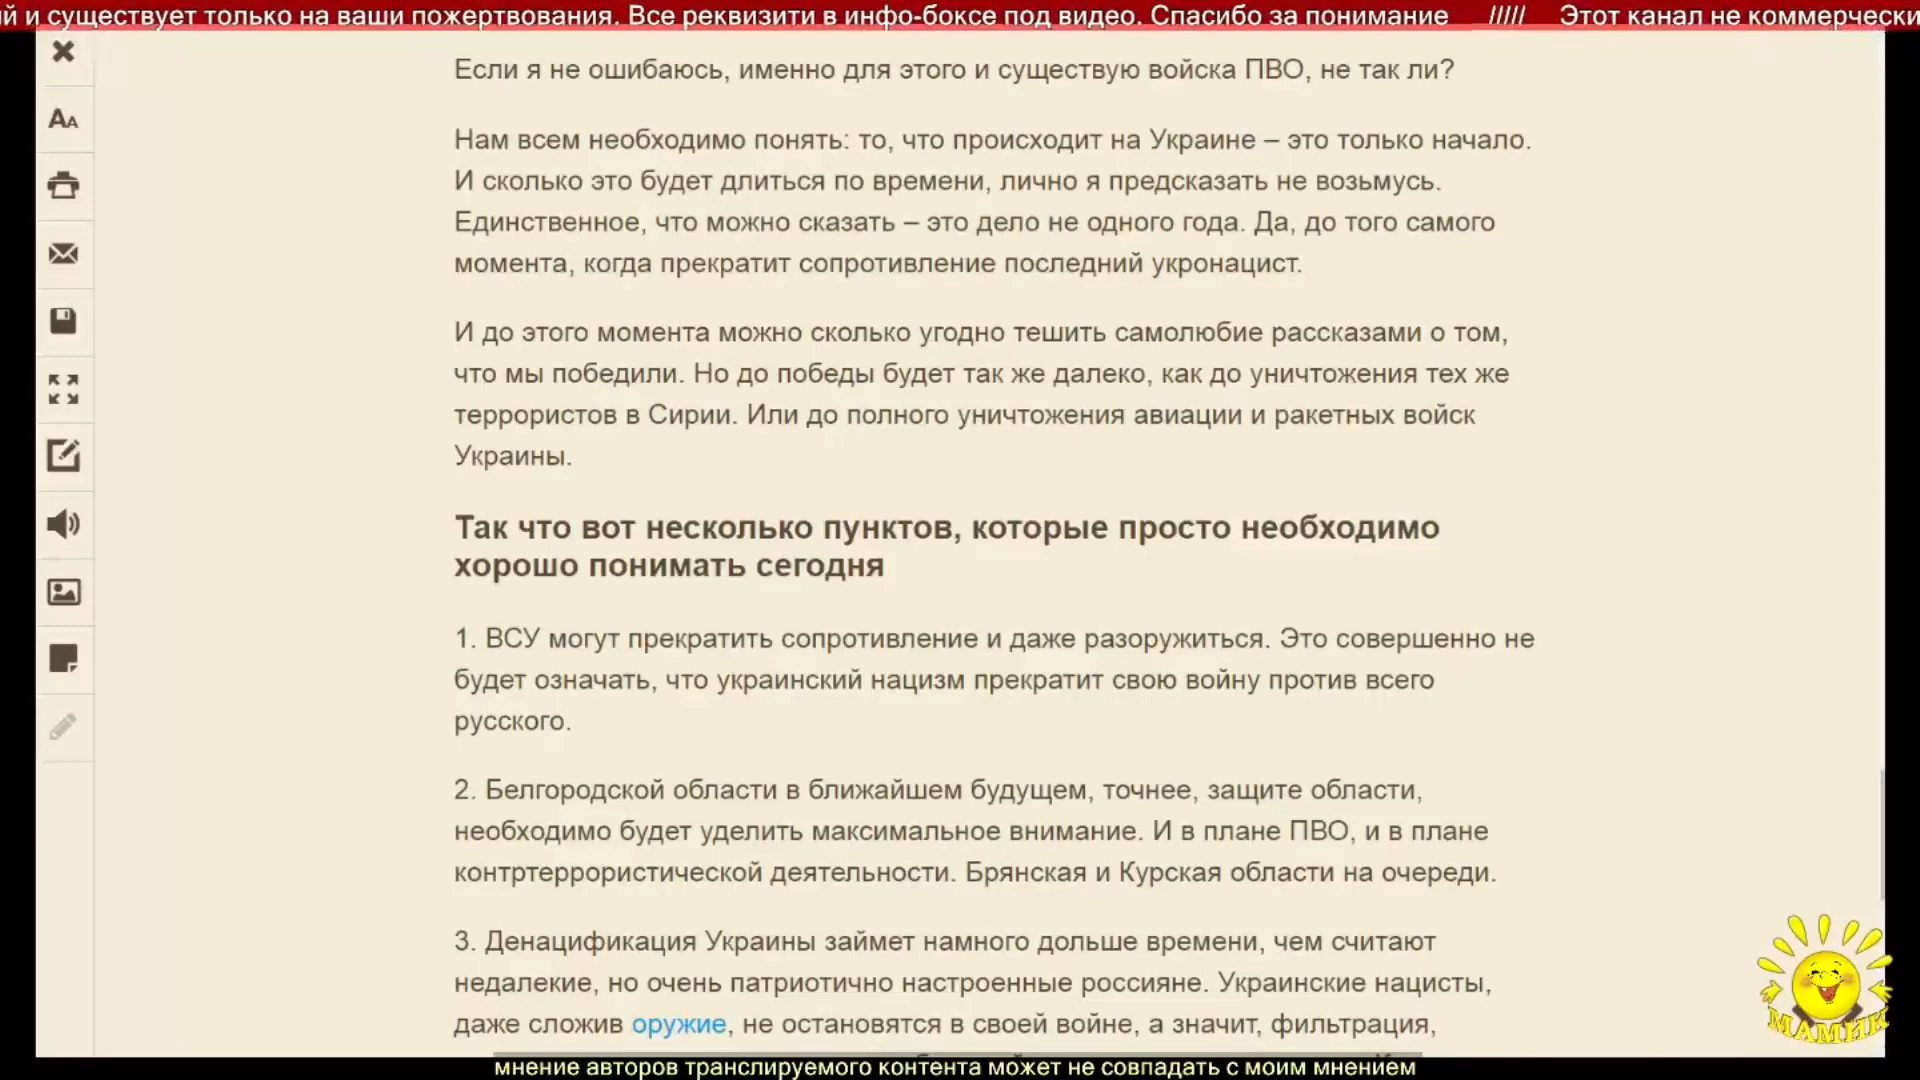 й и существует только на ваши пожертвования. Все реквизити в инфо-боксе под видео. Спасибо за понимание ///// Этот канал не коммерчески
Если я не ошибаюсь, именно для этого и существую войска ПВО, не так ли?
Нам всем необходимо понять: то, что происходит на Украине – это только начало.
И сколько это будет длиться по времени, лично я предсказать не возьмусь.
Единственное, что можно сказать – это дело не одного года. Да, до того самого
момента, когда прекратит сопротивление последний укронацист.
И до этого момента можно сколько угодно тешить самолюбие рассказами о том,
что мы победили. Но до победы будет так же далеко, как до уничтожения тех же
террористов в Сирии. Или до полного уничтожения авиации и ракетных войск
Украины.
Так что вот несколько пунктов, которые просто необходимо
хорошо понимать сегодня
1. ВСУ могут прекратить сопротивление и даже разоружиться. Это совершенно не
будет означать, что украинский нацизм прекратит свою войну против всего
русского.
2. Белгородской области в ближайшем будущем, точнее, защите области,
необходимо будет уделить максимальное внимание. И в плане ПВО, и в плане
контртеррористической деятельности. Брянская и Курская области на очереди.
3. Денацификация Украины займет намного дольше времени, чем считают
недалекие, но очень патриотично настроенные россияне. Украинские нацисты,
даже сложив оружие, не остановятся в своей войне, а значит, фильтрация,
МАМИК
мнение авторов транслируемого контента может не совпадать с моим мнением